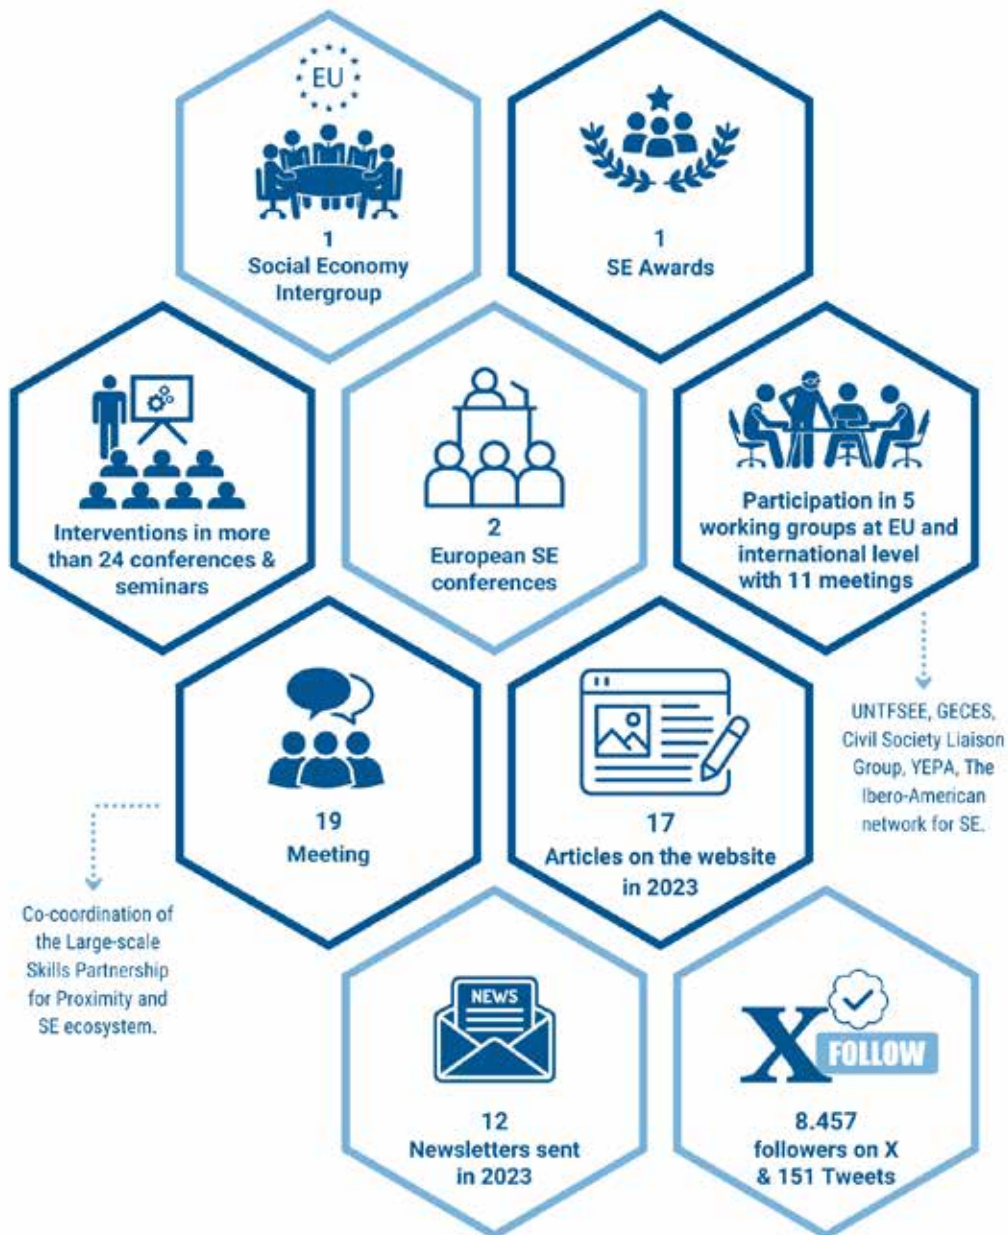 EU
1
Social Economy
Intergroup
1
SE Awards
Interventions in more
than 24 conferences &
seminars
2
European SE
conferences
Participation in 5
working groups at EU and
international level
with 11 meetings
UNTFSEE, GECES,
Civil Society Liaison
Group, YEPA, The
Ibero-American
network for SE.
19
Meeting
Co-coordination of
the Large-scale
Skills Partnership
for Proximity and
SE ecosystem.
17
Articles on the website
in 2023
NEWS
12
Newsletters sent
in 2023
X
FOLLOW
8.457
followers on X
& 151 Tweets